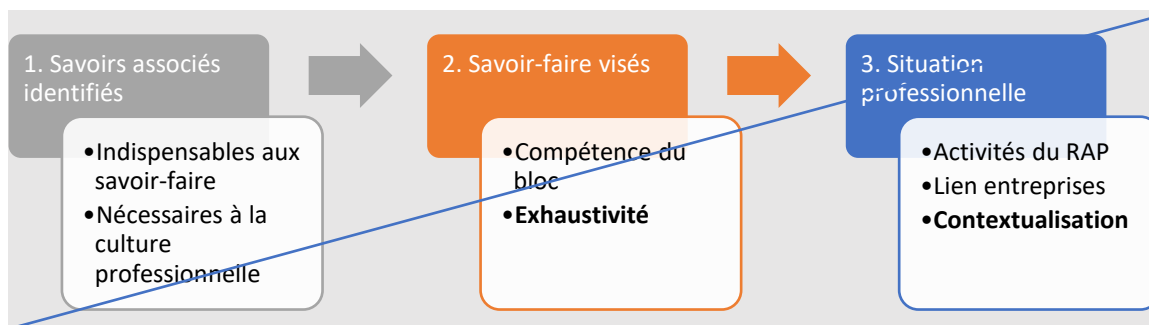 1. Savoirs associés
identifiés
•Indispensables aux
savoir-faire
•Nécessaires à la
culture
professionnelle
2. Savoir-faire visés
•Compétence du
bloc
•Exhaustivité
3. Situation
professionnelle
•Activités du RAP
•Lien entreprises
•Contextualisation